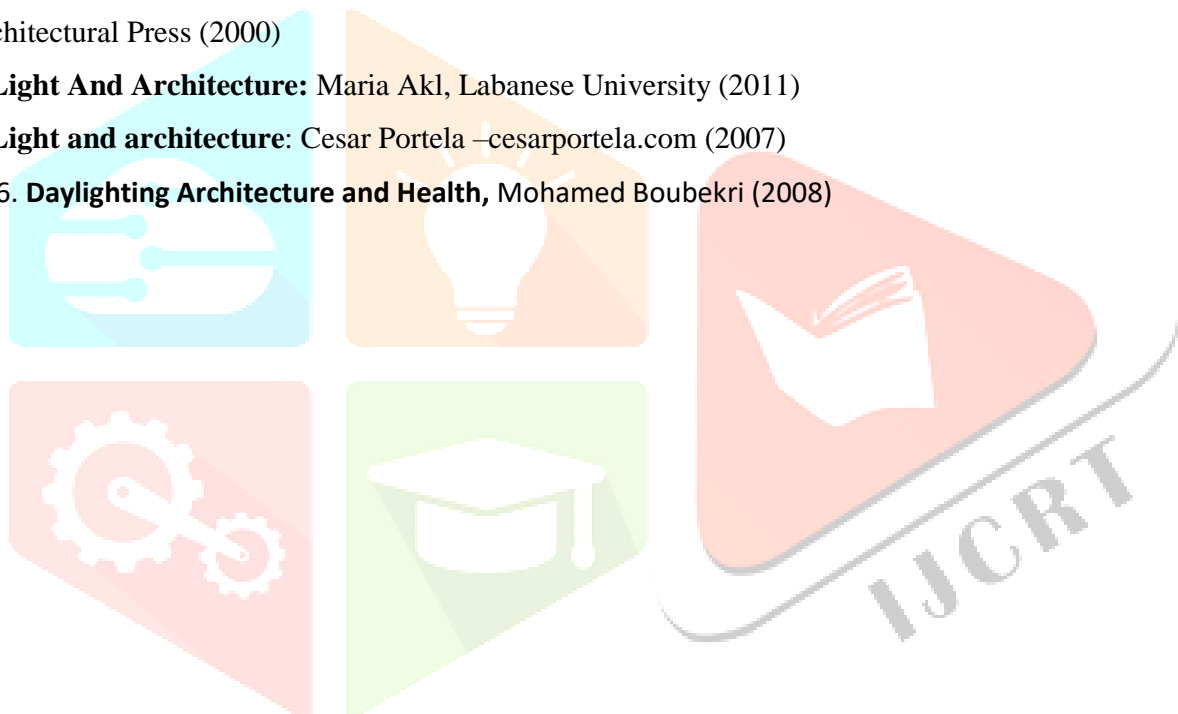 chitectural Press (2000)
Light And Architecture: Maria Akl, Labanese University (2011)
Light and architecture: Cesar Portela –cesarportela.com (2007)
6. Daylighting Architecture and Health, Mohamed Boubekri (2008)
IJCRT